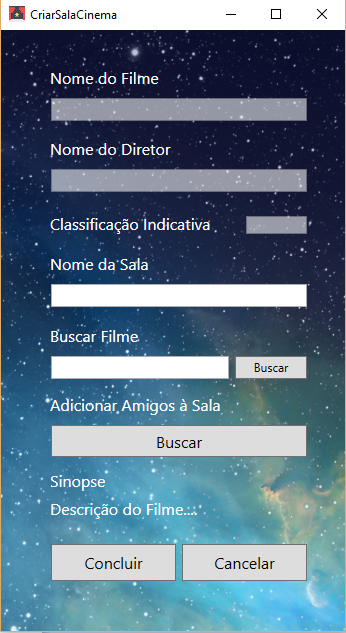 CriarSalaCinema
Nome do Filme
Nome do Diretor
Classificação Indicativa
Nome da Sala
Buscar Filme
Buscar
Adicionar Amigos à Sala
Buscar
Sinopse
Descrição do Filme....
Concluir Cancelar